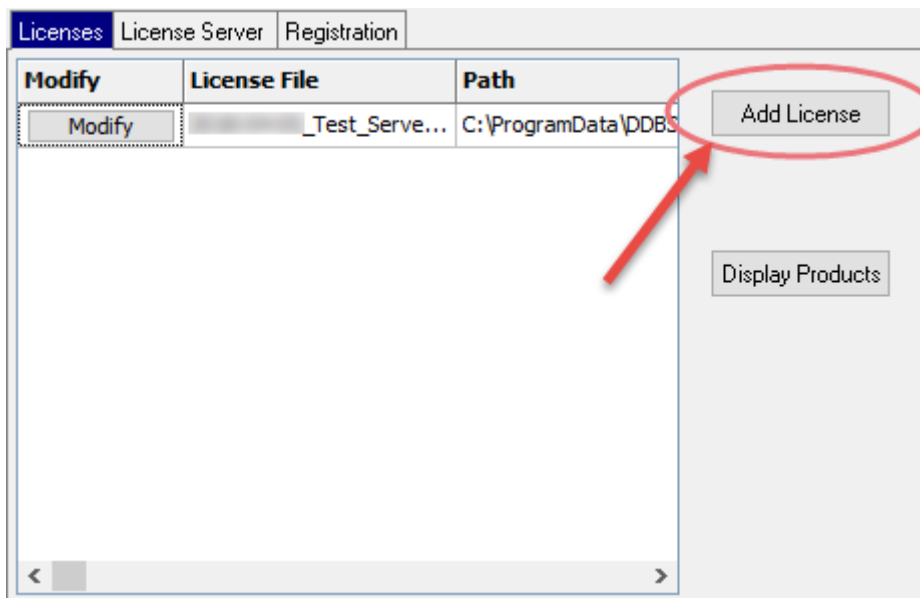 Licenses License Server Registration
Modify License File Path
Modify _Test_Serve... C:\ProgramData\DDBS
Add License
Display Products